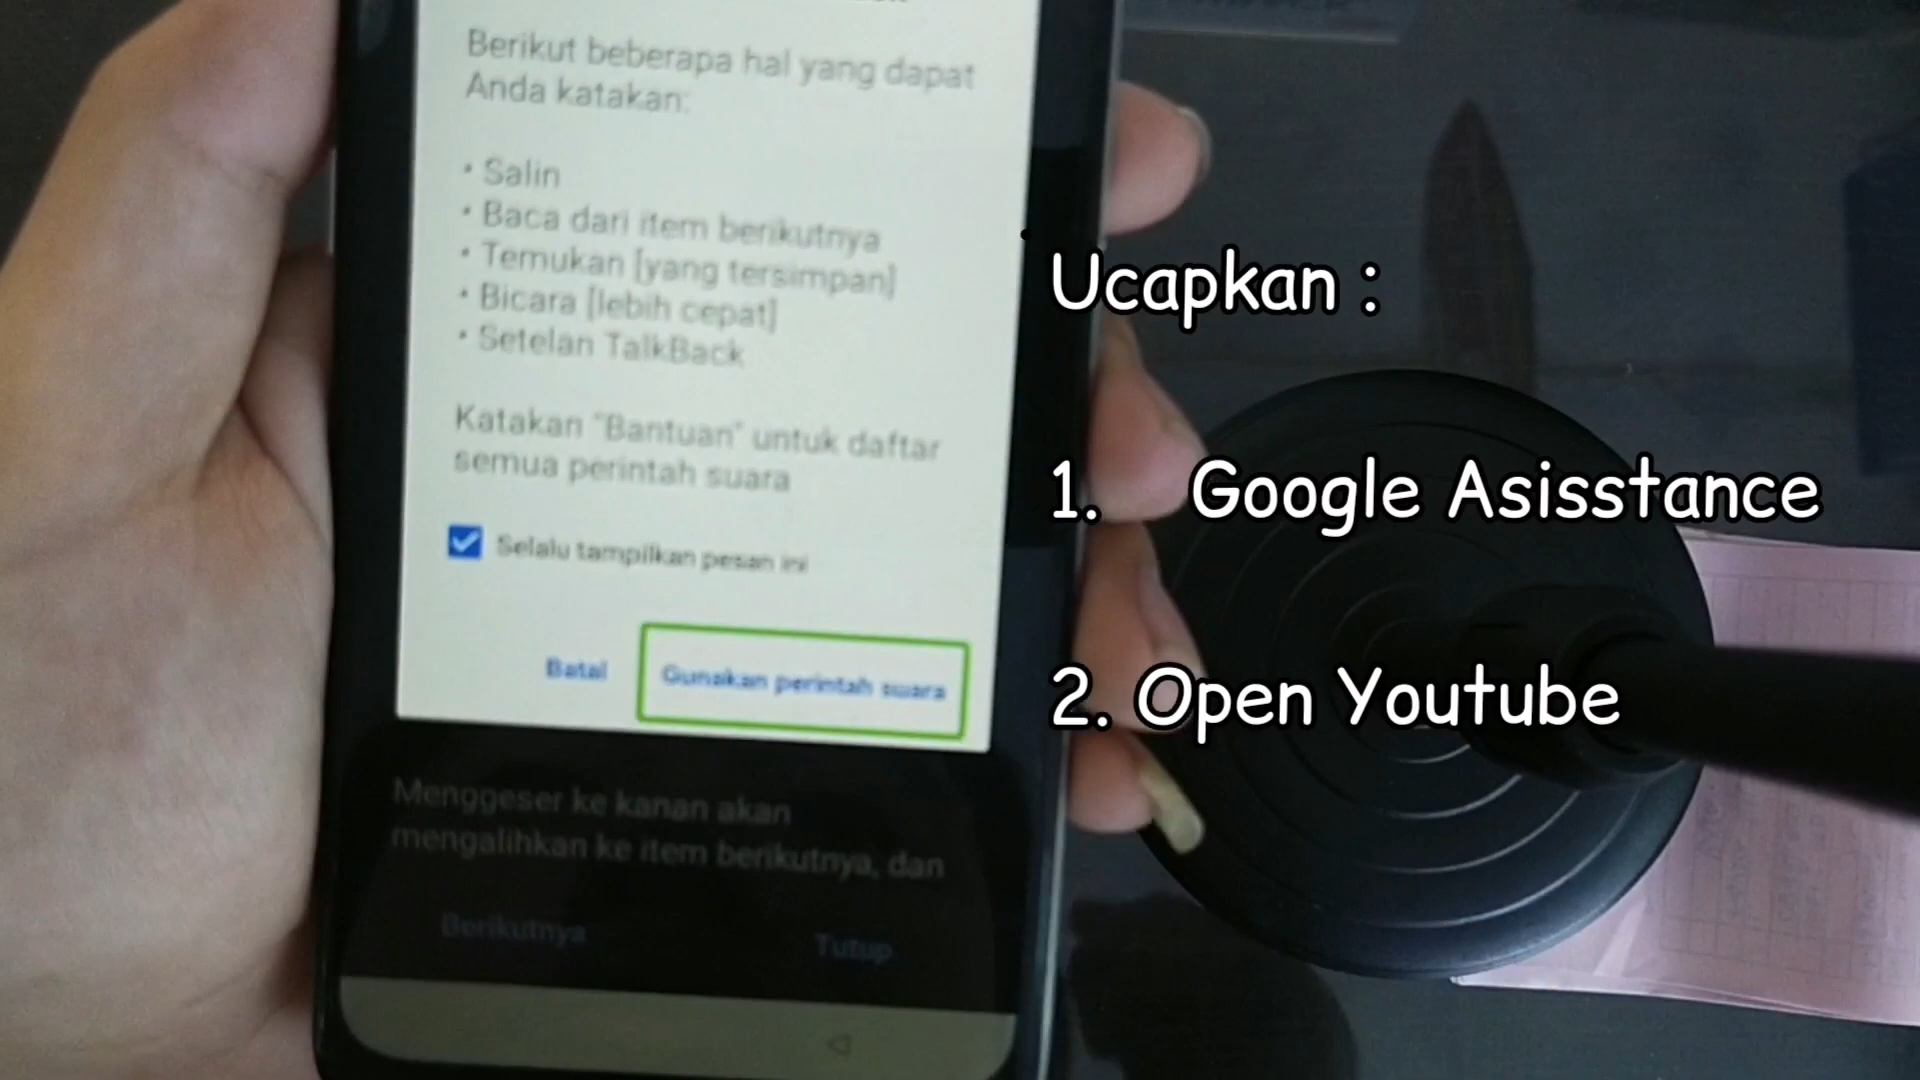 Berikut beberapa hal yang dapat
Anda katakan:
• Salin
• Baca dari item berikutnya
• Temukan [yang tersimpan]
• Bicara [lebih cepat]
• Setelan TalkBack
Katakan "Bantuan" untuk daftar
semua perintah suara
Selalu tampilkan pesan ini
Batal
Gunakan perintah suara
Menggeser ke kanan akan
mengalihkan ke item berikutnya, dan
Berikutnya
Tutup
Ucapkan :
1. Google Asisstance
2. Open Youtube